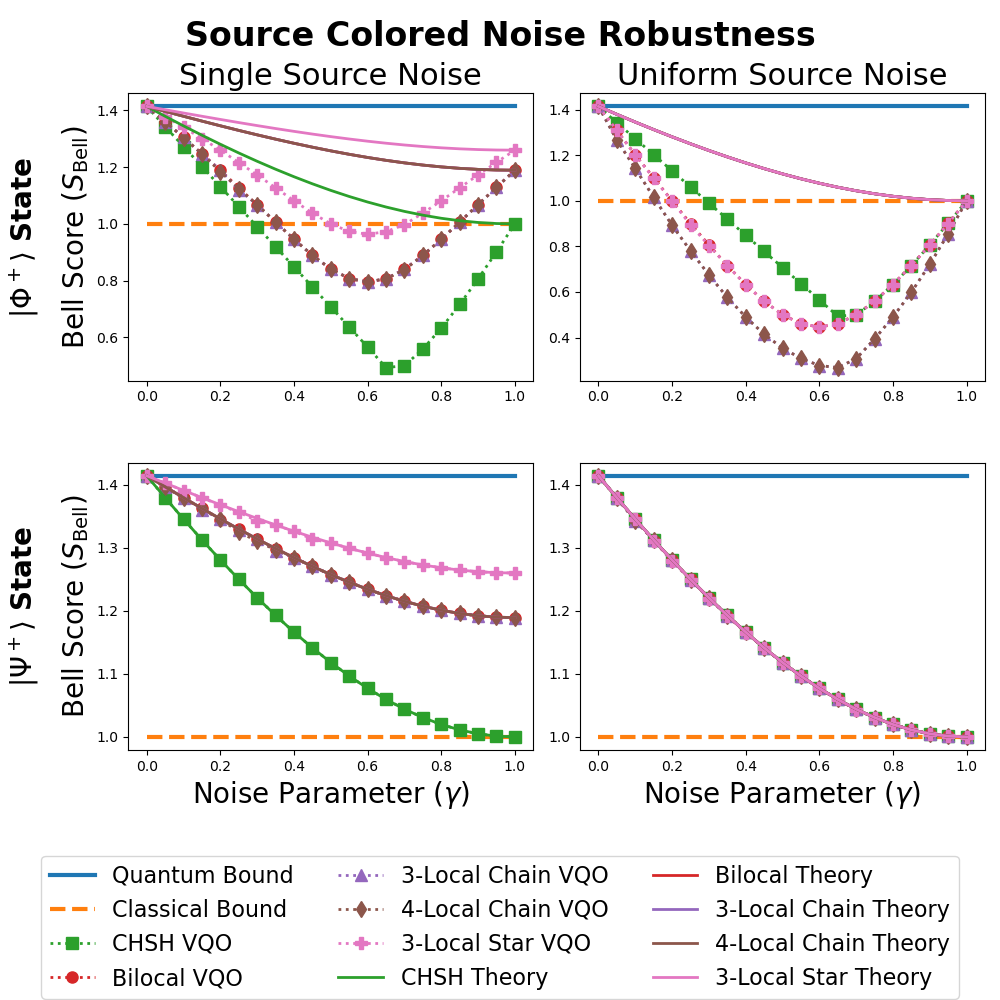 Source Colored Noise Robustness
Single Source Noise
Uniform Source Noise
|Φ⁺⟩ State
Bell Score (S_Bell)
1.4
1.2
1.0
0.8
0.6
0.0 0.2 0.4 0.6 0.8 1.0
1.4
1.2
1.0
0.8
0.6
0.4
0.0 0.2 0.4 0.6 0.8 1.0
|Ψ⁺⟩ State
Bell Score (S_Bell)
1.4
1.3
1.2
1.1
1.0
0.0 0.2 0.4 0.6 0.8 1.0
Noise Parameter (γ)
1.4
1.3
1.2
1.1
1.0
0.0 0.2 0.4 0.6 0.8 1.0
Noise Parameter (γ)
Quantum Bound
Classical Bound
CHSH VQO
Bilocal VQO
3-Local Chain VQO
4-Local Chain VQO
3-Local Star VQO
CHSH Theory
Bilocal Theory
3-Local Chain Theory
4-Local Chain Theory
3-Local Star Theory